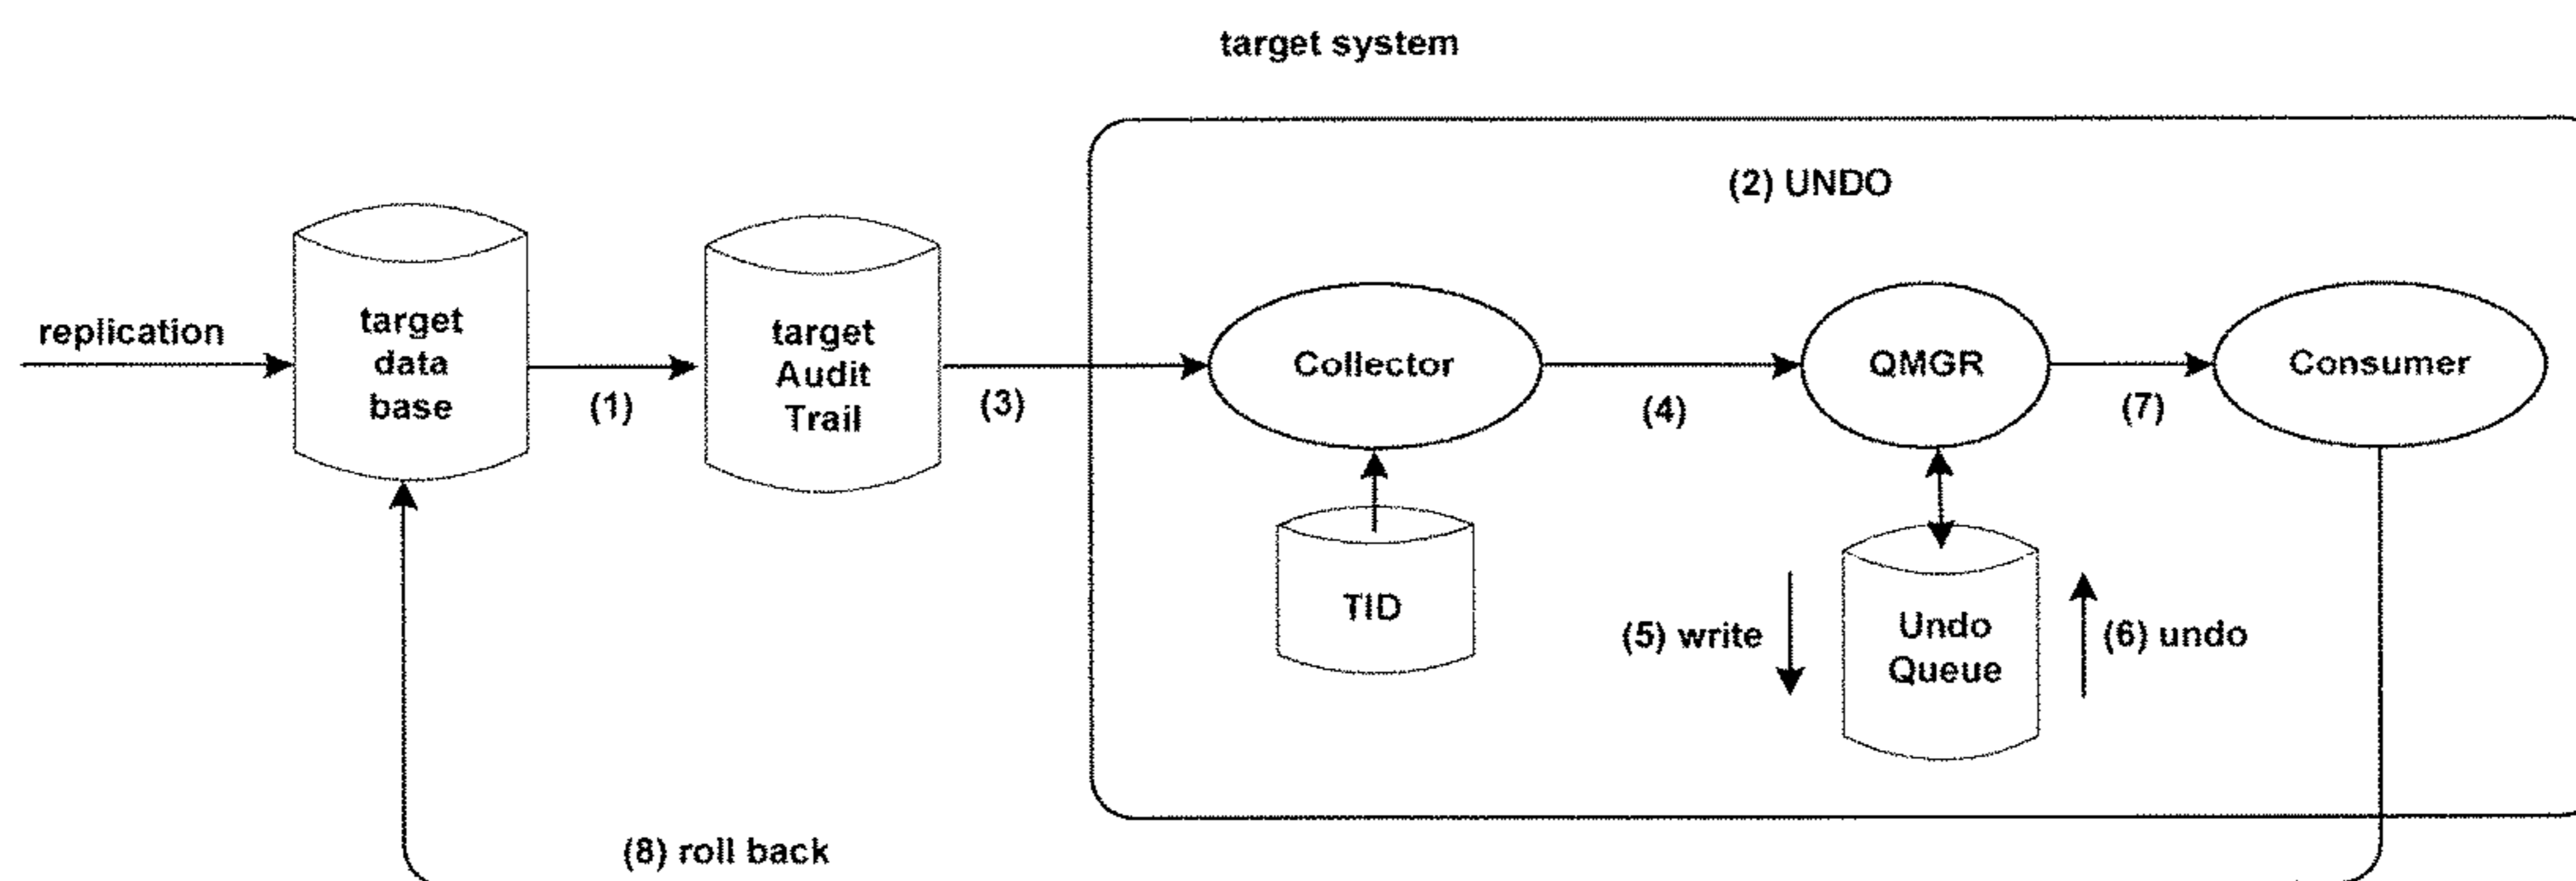 target system
(2) UNDO
replication
target
data
base
(1)
target
Audit
Trail
(3)
Collector
(4)
QMGR
(7)
Consumer
TID
(5) write
Undo
Queue
(6) undo
(8) roll back